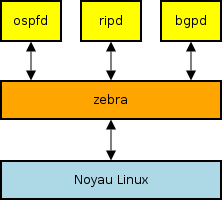 ospfd ripd bgpd
zebra
Noyau Linux